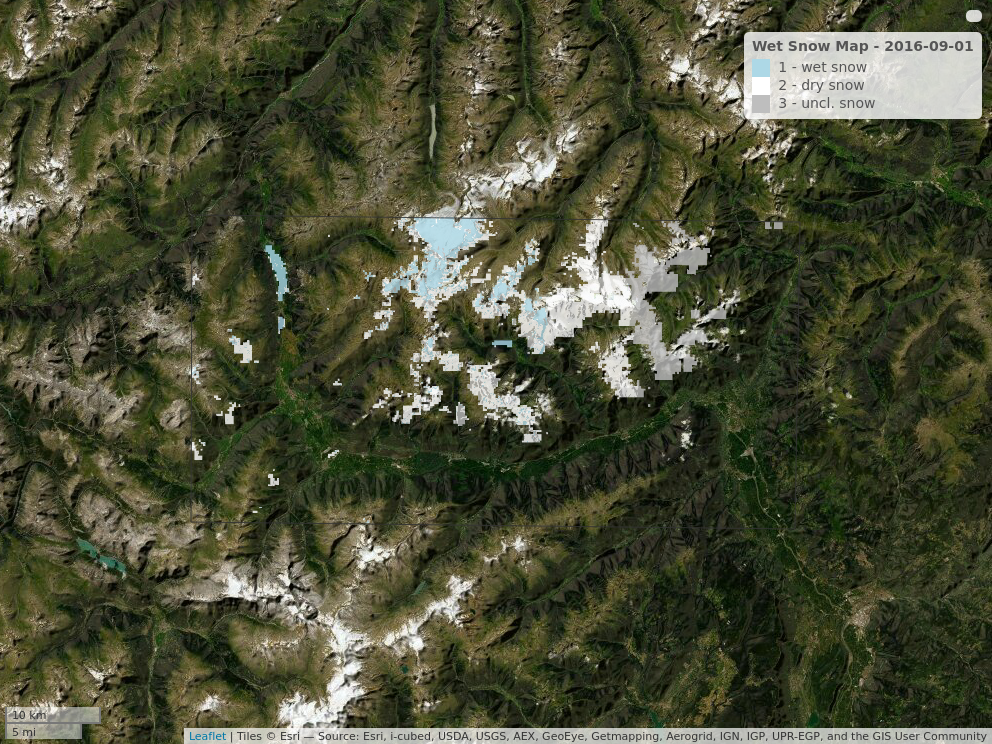 Wet Snow Map - 2016-09-01
1 - wet snow
2 - dry snow
3 - uncl. snow
10 km
5 mi
Leaflet | Tiles © Esri — Source: Esri, i-cubed, USDA, USGS, AEX, GeoEye, Getmapping, Aerogrid, IGN, IGP, UPR-EGP, and the GIS User Community